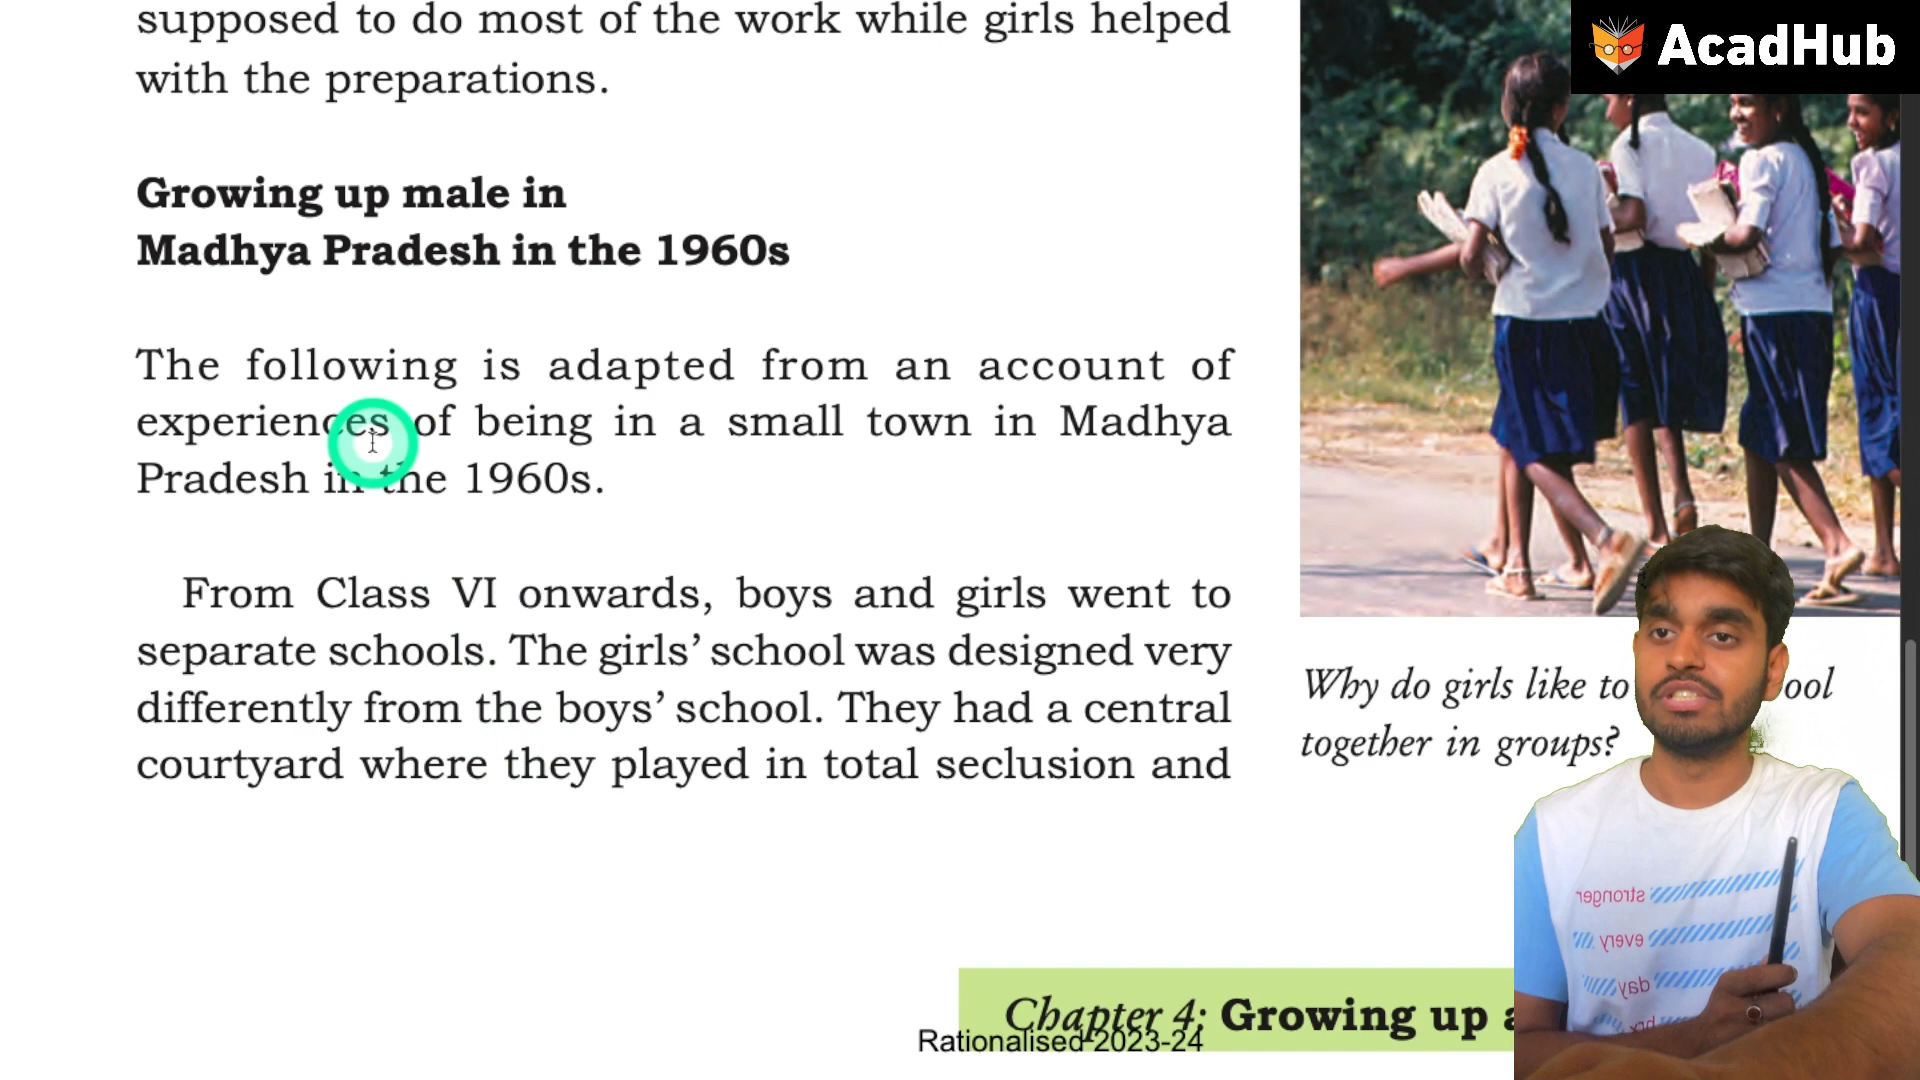 supposed to do most of the work while girls helped
with the preparations.
Growing up male in
Madhya Pradesh in the 1960s
The following is adapted from an account of
experiences of being in a small town in Madhya
Pradesh in the 1960s.
From Class VI onwards, boys and girls went to
separate schools. The girls’ school was designed very
differently from the boys’ school. They had a central
courtyard where they played in total seclusion and
AcadHub
Why do girls like to ool
together in groups?
stronger
every
day
Chapter 4: Growing up a
Rationalised 2023-24